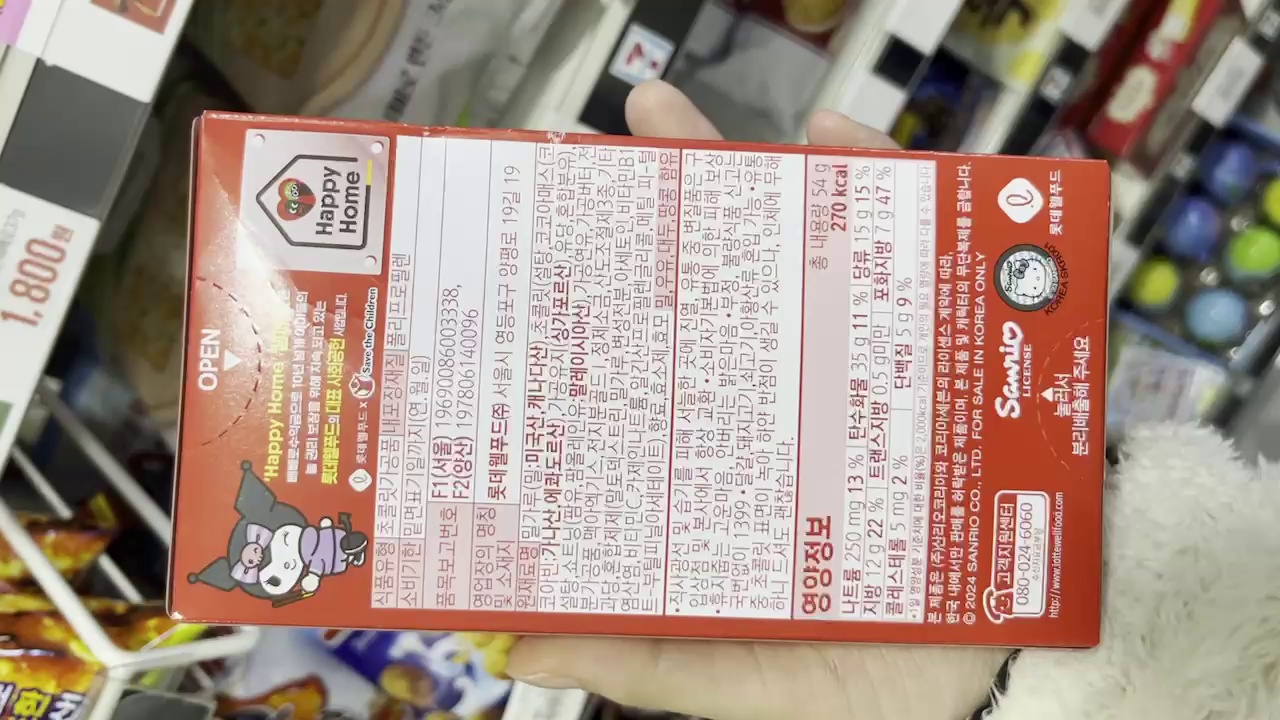 1,800원
OPEN
'Happy Home'
빼빼로수익금으로 10년 넘게 아이들의
놀 권리 보장을 위해 지속 되고 있는
롯데웰푸드의 대표 사회공헌 사업입니다.
롯데웰푸드 x Save the Children
Happy
Home
식품유형 초콜릿가공품 내포장재질 폴리프로필렌
소비기한 밑면표기일까지(연.월.일)
품목보고번호 F1(서울) 19690086003338,
F2(양산) 197806140096
영업장의 명칭 및 소재지 롯데웰푸드㈜ 서울시 영등포구 양평로 19길 19
원재료명 밀가루(밀:미국산,캐나다산),초콜릿(설탕,코코아매스(코
코아빈:가나산,에콰도르산),가공유지(싱가포르산),유당,혼합분유),
설탕,쇼트닝(팜유,팜올레인유:말레이시아산),가공연유,가공버터,전
분가공품,맥아엑기스,전지분골드Ⅰ,정제소금,산도조절제3종,기타
과당,혼합제제(말토덱스트린,밀가루,변성전분,아세토인,비타민B1
염산염,비타민C,카제인나트륨,알긴산프로필렌글리콜,메틸 피-털
트-부틸피닐아세테이트),향료,효소제,효모 밀,우유,대두,땅콩 함유
•직사광선 및 습기를 피해 서늘한 곳에 진열, 유통 중 변질품은 구
입상점 및 본사에서 항상 교환 •소비자기본법에 의한 피해 보상
•휴지줍는 고운마음, 안버리는 밝은마음 •부정, 불량식품 신고는
국번없이 1399 •달걀,돼지고기,쇠고기,아황산류 혼입 가능 •유통
중 초콜릿 표면이 녹아 하얀 반점이 생길 수 있으나, 인체에 무해
하니 드셔도 괜찮습니다.
영양정보
총 내용량 54 g
270 kcal
나트륨 250 mg 13 % 탄수화물 35 g 11 % 당류 15 g 15 %
지방 12 g 22 % 트랜스지방 0.5 g미만 포화지방 7 g 47 %
콜레스테롤 5 mg 2 % 단백질 5 g 9 %
•1일 영양성분 기준치에 대한 비율(%)은 2,000kcal 기준이므로 개인의 필요 열량에 따라 다를 수 있습니다.
본 제품은 (주)산리오코리아와 코리아세븐의 라이센스 계약에 따라,
한국 내에서만 판매를 허락받은 제품이며, 본 제품 및 캐릭터의 무단복제를 금합니다.
© 2024 SANRIO CO., LTD. FOR SALE IN KOREA ONLY
고객지원센터
080-024-6060
수신자요금부담
http://www.lottewellfood.com
Sanrio
LICENSE
Sanrio
KOREA SKR001
롯데웰푸드
눌러서
분리배출해 주세요